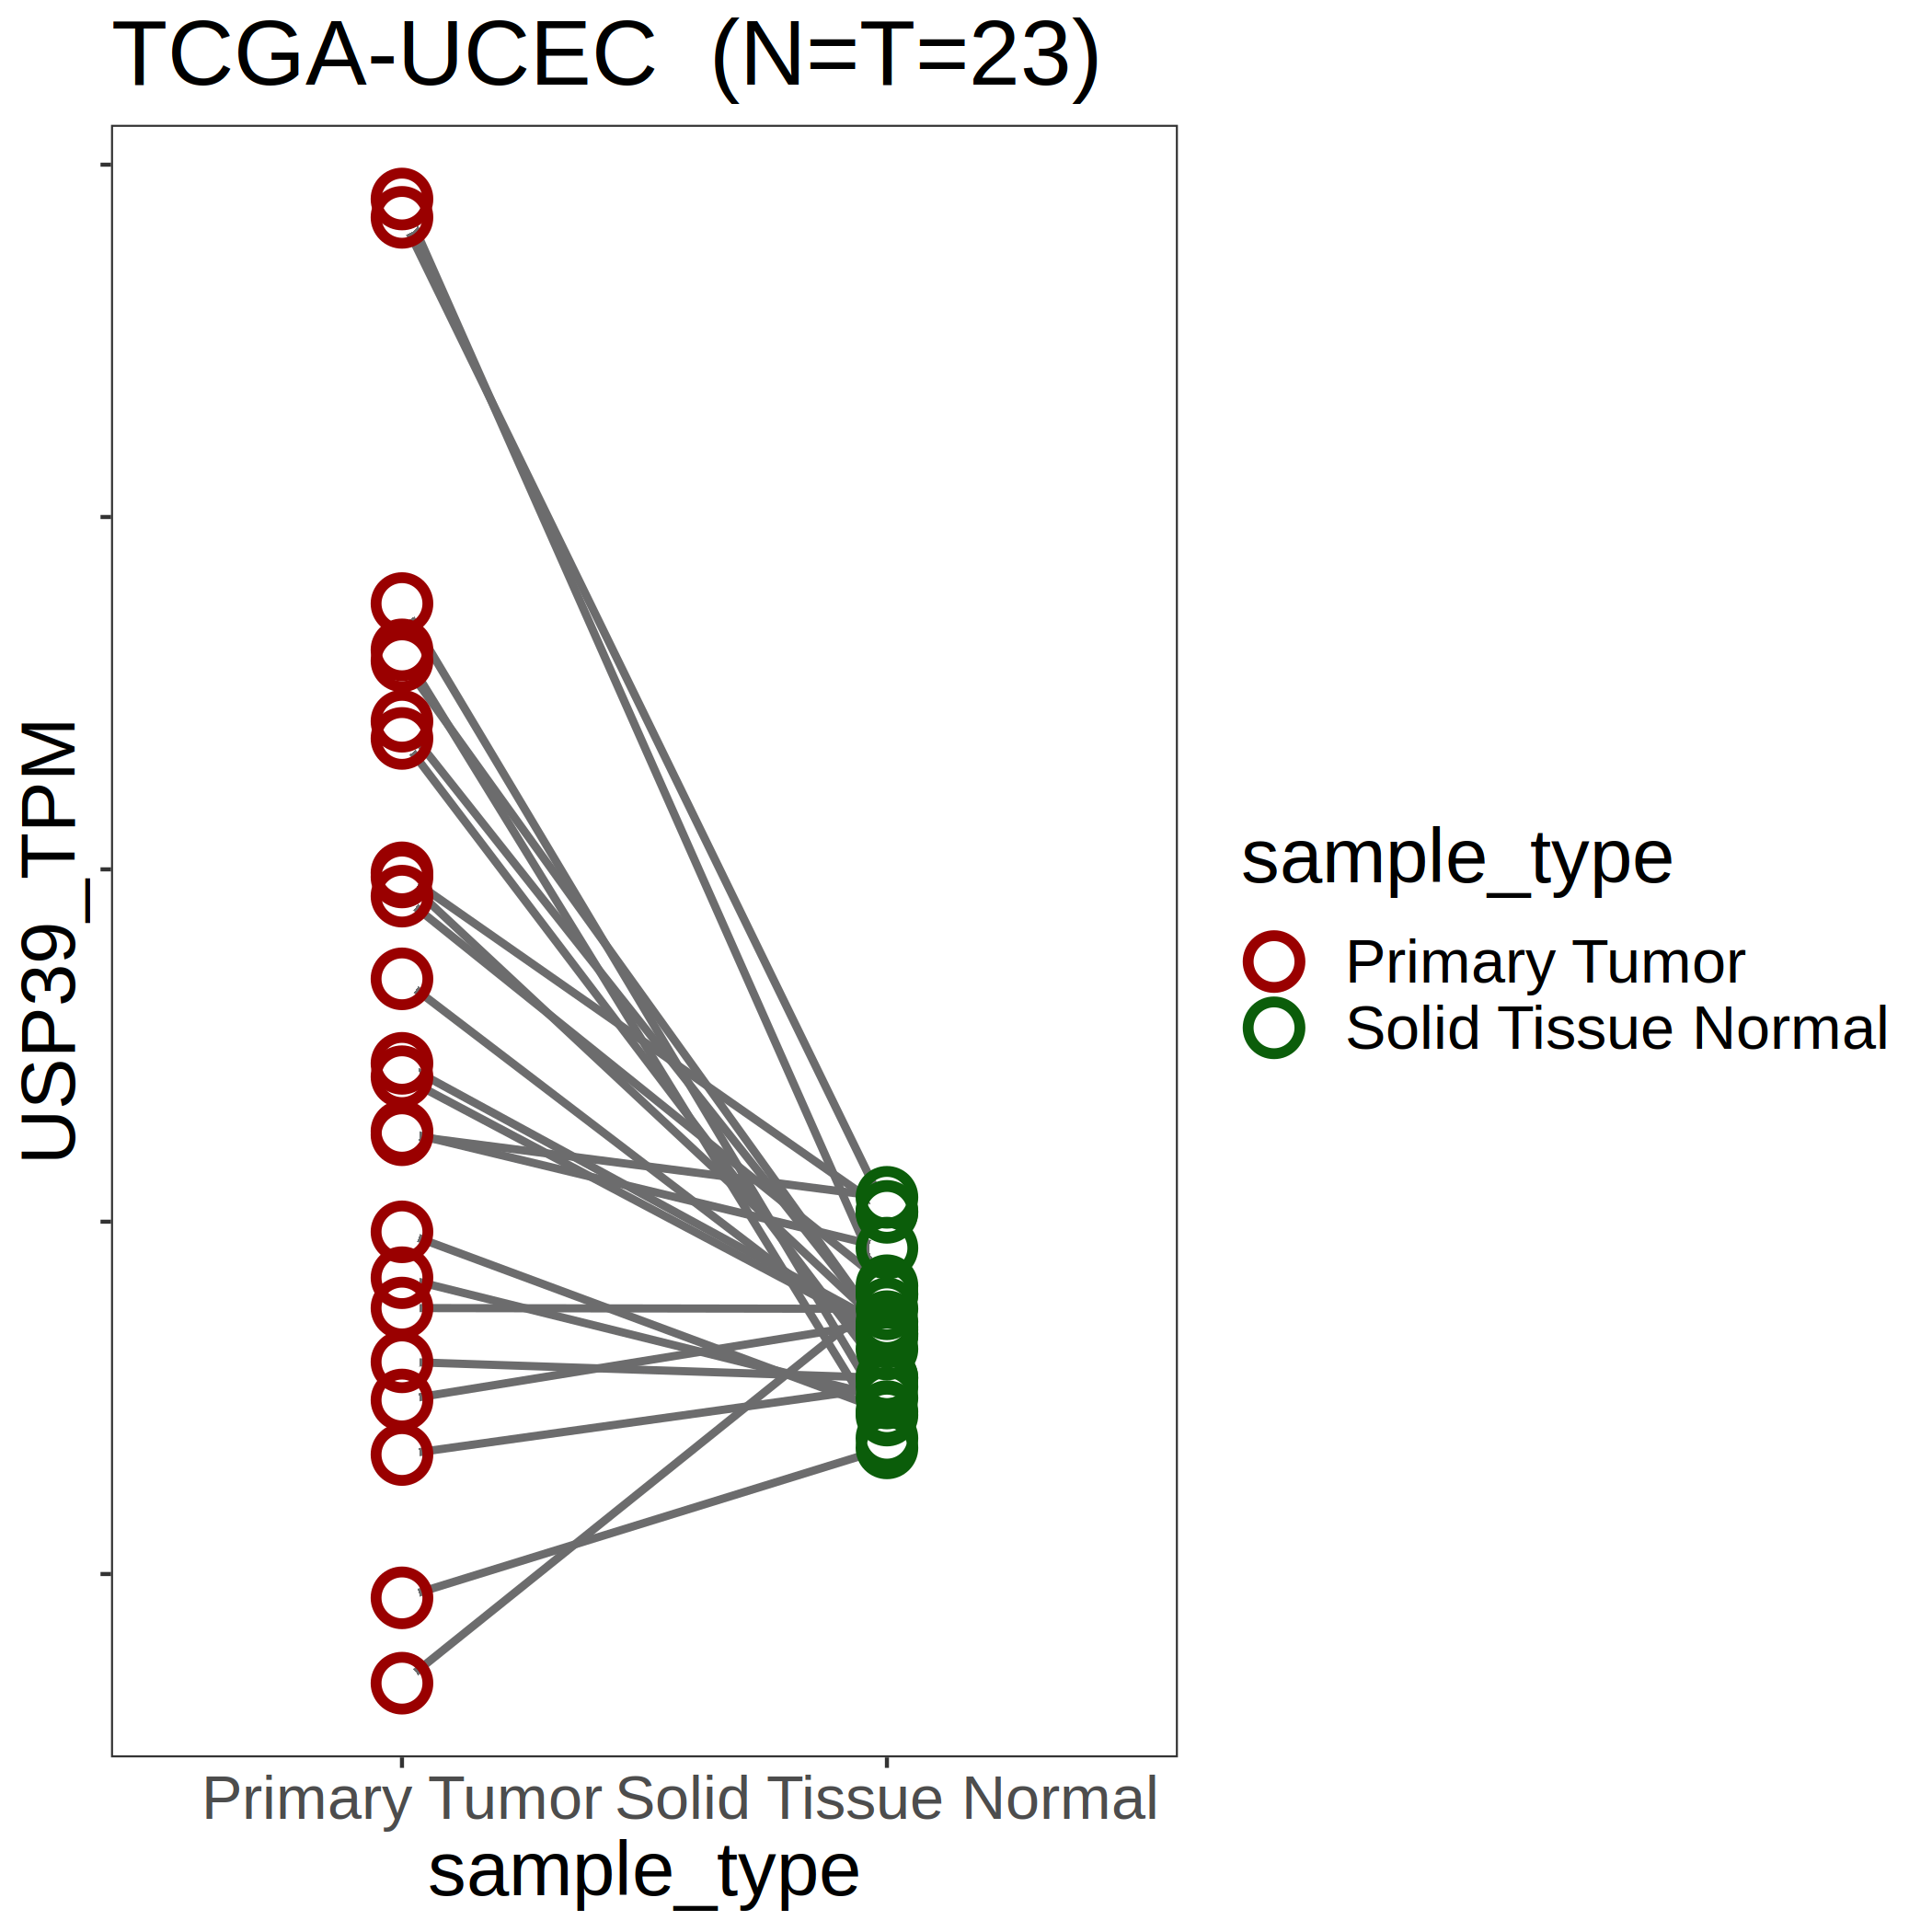 TCGA-UCEC  (N=T=23)
USP39_TPM
sample_type
Primary Tumor
Solid Tissue Normal
Primary Tumor Solid Tissue Normal
sample_type